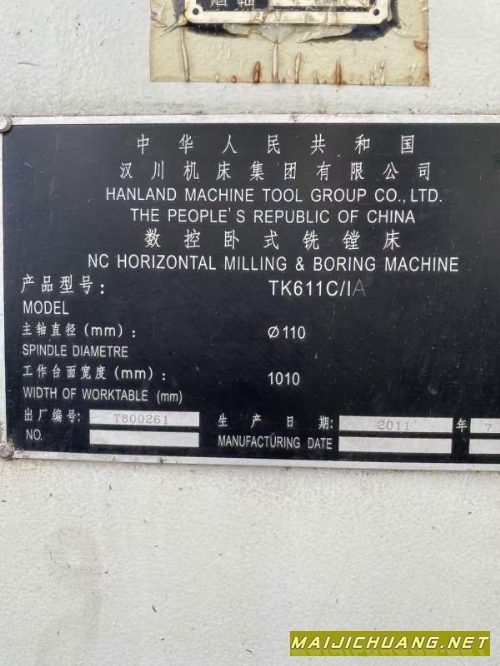 中华人民共和国
汉川机床集团有限公司
HANLAND MACHINE TOOL GROUP CO., LTD.
THE PEOPLE'S REPUBLIC OF CHINA
数控卧式铣镗床
NC HORIZONTAL MILLING & BORING MACHINE
产品型号: TK611C/1A
MODEL
主轴直径(mm): Ø110
SPINDLE DIAMETRE
工作台面宽度(mm): 1010
WIDTH OF WORKTABLE (mm)
出厂编号: T800261 生产日期: 2011 年 7
NO. MANUFACTURING DATE
MAIJICHUANG.NET